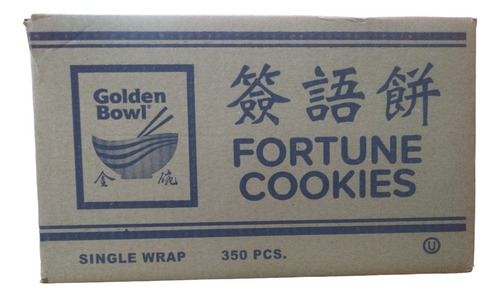 Golden
Bowl®
金 碗
簽語餅
FORTUNE
COOKIES
SINGLE WRAP 350 PCS.
U